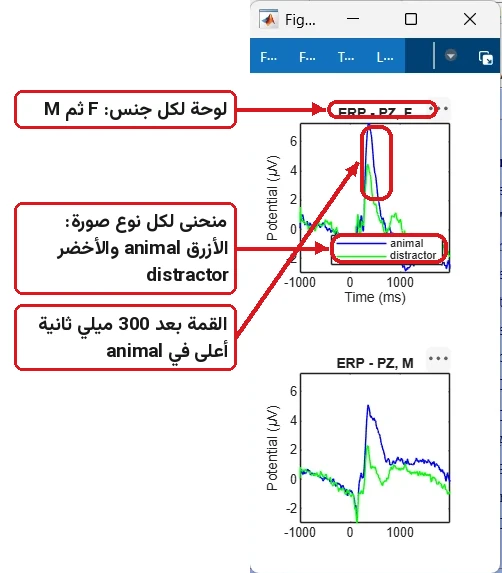 Fig...
F...
F...
T...
L...
لوحة لكل جنس: F ثم M
ERP - PZ, F
6
4
2
0
-2
Potential (µV)
منحنى لكل نوع صورة:
الأزرق animal والأخضر
distractor
animal
distractor
-1000
0
1000
Time (ms)
القمة بعد 300 ميلي ثانية
أعلى في animal
ERP - PZ, M
6
4
2
0
-2
Potential (µV)
-1000
0
1000